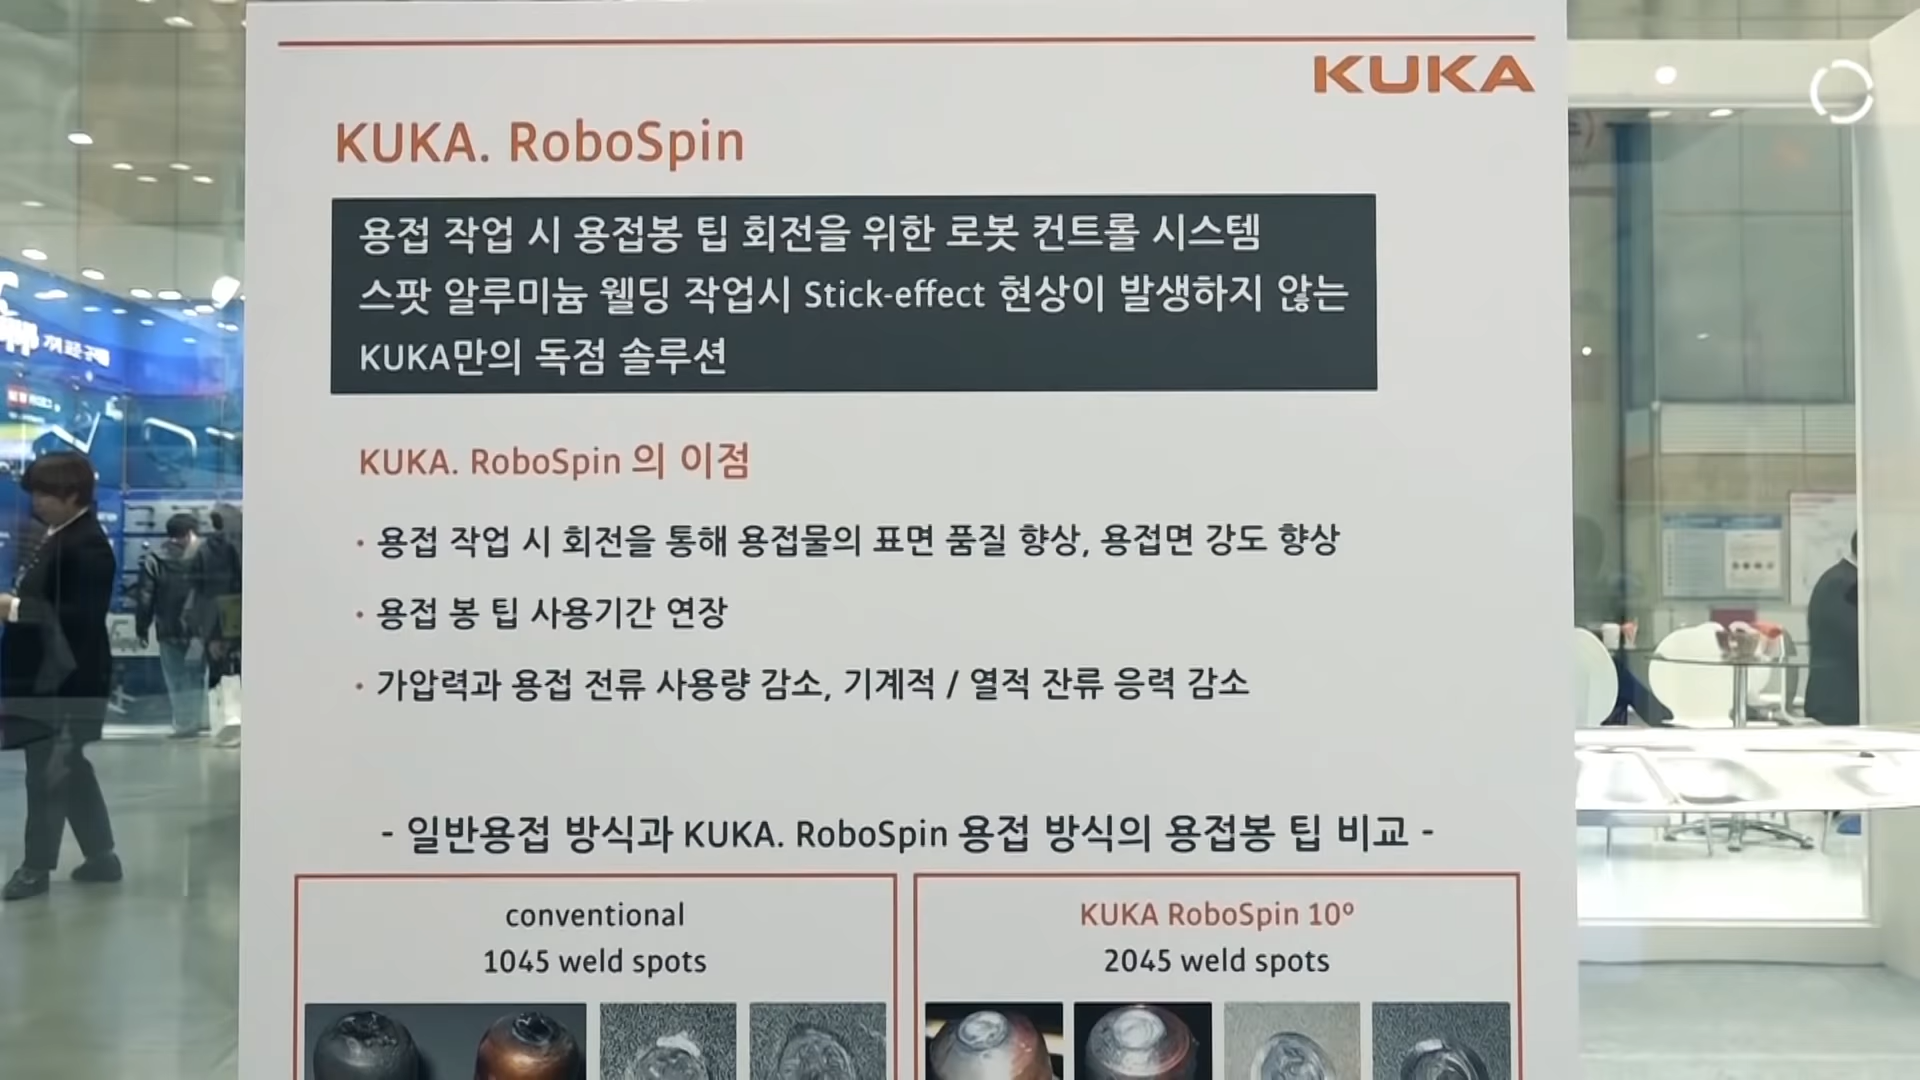 KUKA
KUKA. RoboSpin
용접 작업 시 용접봉 팁 회전을 위한 로봇 컨트롤 시스템
스팟 알루미늄 웰딩 작업시 Stick-effect 현상이 발생하지 않는
KUKA만의 독점 솔루션
KUKA. RoboSpin 의 이점
· 용접 작업 시 회전을 통해 용접물의 표면 품질 향상, 용접면 강도 향상
· 용접 봉 팁 사용기간 연장
· 가압력과 용접 전류 사용량 감소, 기계적 / 열적 잔류 응력 감소
- 일반용접 방식과 KUKA. RoboSpin 용접 방식의 용접봉 팁 비교 -
conventional
1045 weld spots
KUKA RoboSpin 10º
2045 weld spots